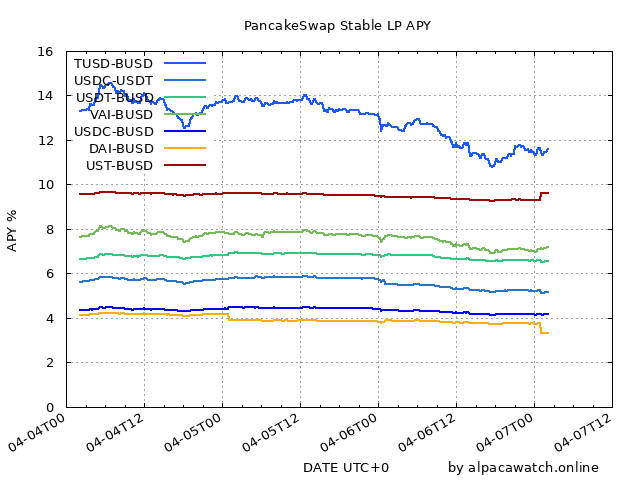 PancakeSwap Stable LP APY
APY %
16
14
12
10
8
6
4
2
0
TUSD-BUSD
USDC-USDT
USDT-BUSD
VAI-BUSD
USDC-BUSD
DAI-BUSD
UST-BUSD
04-04T00
04-04T12
04-05T00
04-05T12
04-06T00
04-06T12
04-07T00
04-07T12
DATE UTC+0
by alpacawatch.online